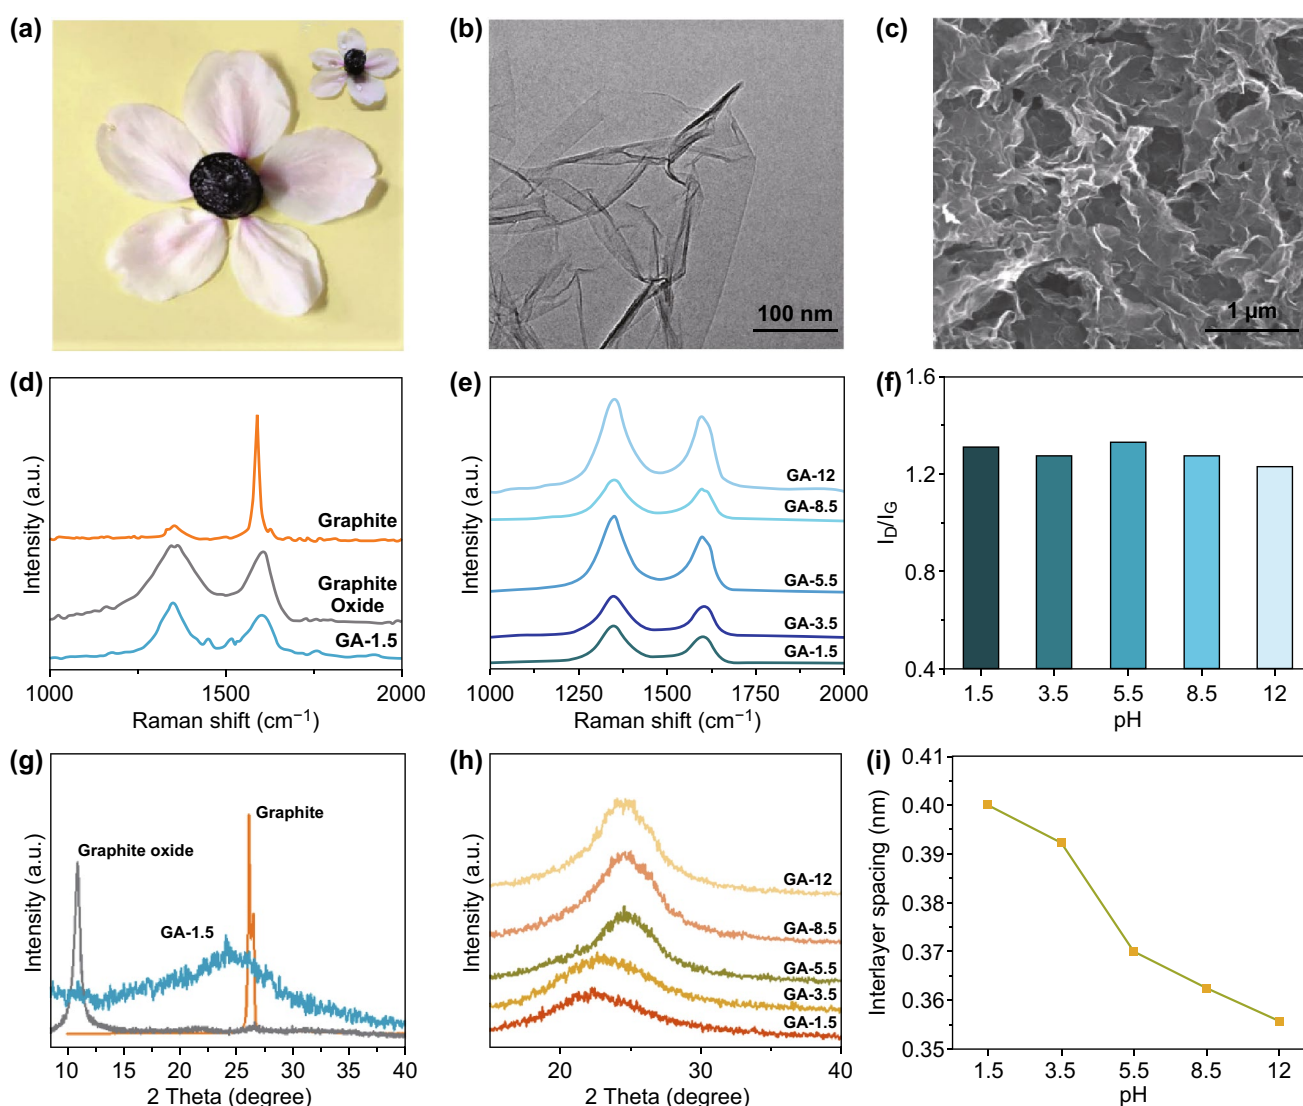 (a)
(b)
(c)
100 nm
1 µm
(d)
Intensity (a.u.)
Graphite
Graphite
Oxide
GA-1.5
1000
1500
2000
Raman shift (cm⁻¹)
(e)
Intensity (a.u.)
GA-12
GA-8.5
GA-5.5
GA-3.5
GA-1.5
1000
1250
1500
1750
2000
Raman shift (cm⁻¹)
(f)
I_D/I_G
1.6
1.2
0.8
0.4
1.5
3.5
5.5
8.5
12
pH
(g)
Intensity (a.u.)
Graphite
Graphite oxide
GA-1.5
10
15
20
25
30
35
40
2 Theta (degree)
(h)
Intensity (a.u.)
GA-12
GA-8.5
GA-5.5
GA-3.5
GA-1.5
20
30
40
2 Theta (degree)
(i)
Interlayer spacing (nm)
0.41
0.40
0.39
0.38
0.37
0.36
0.35
1.5
3.5
5.5
8.5
12
pH